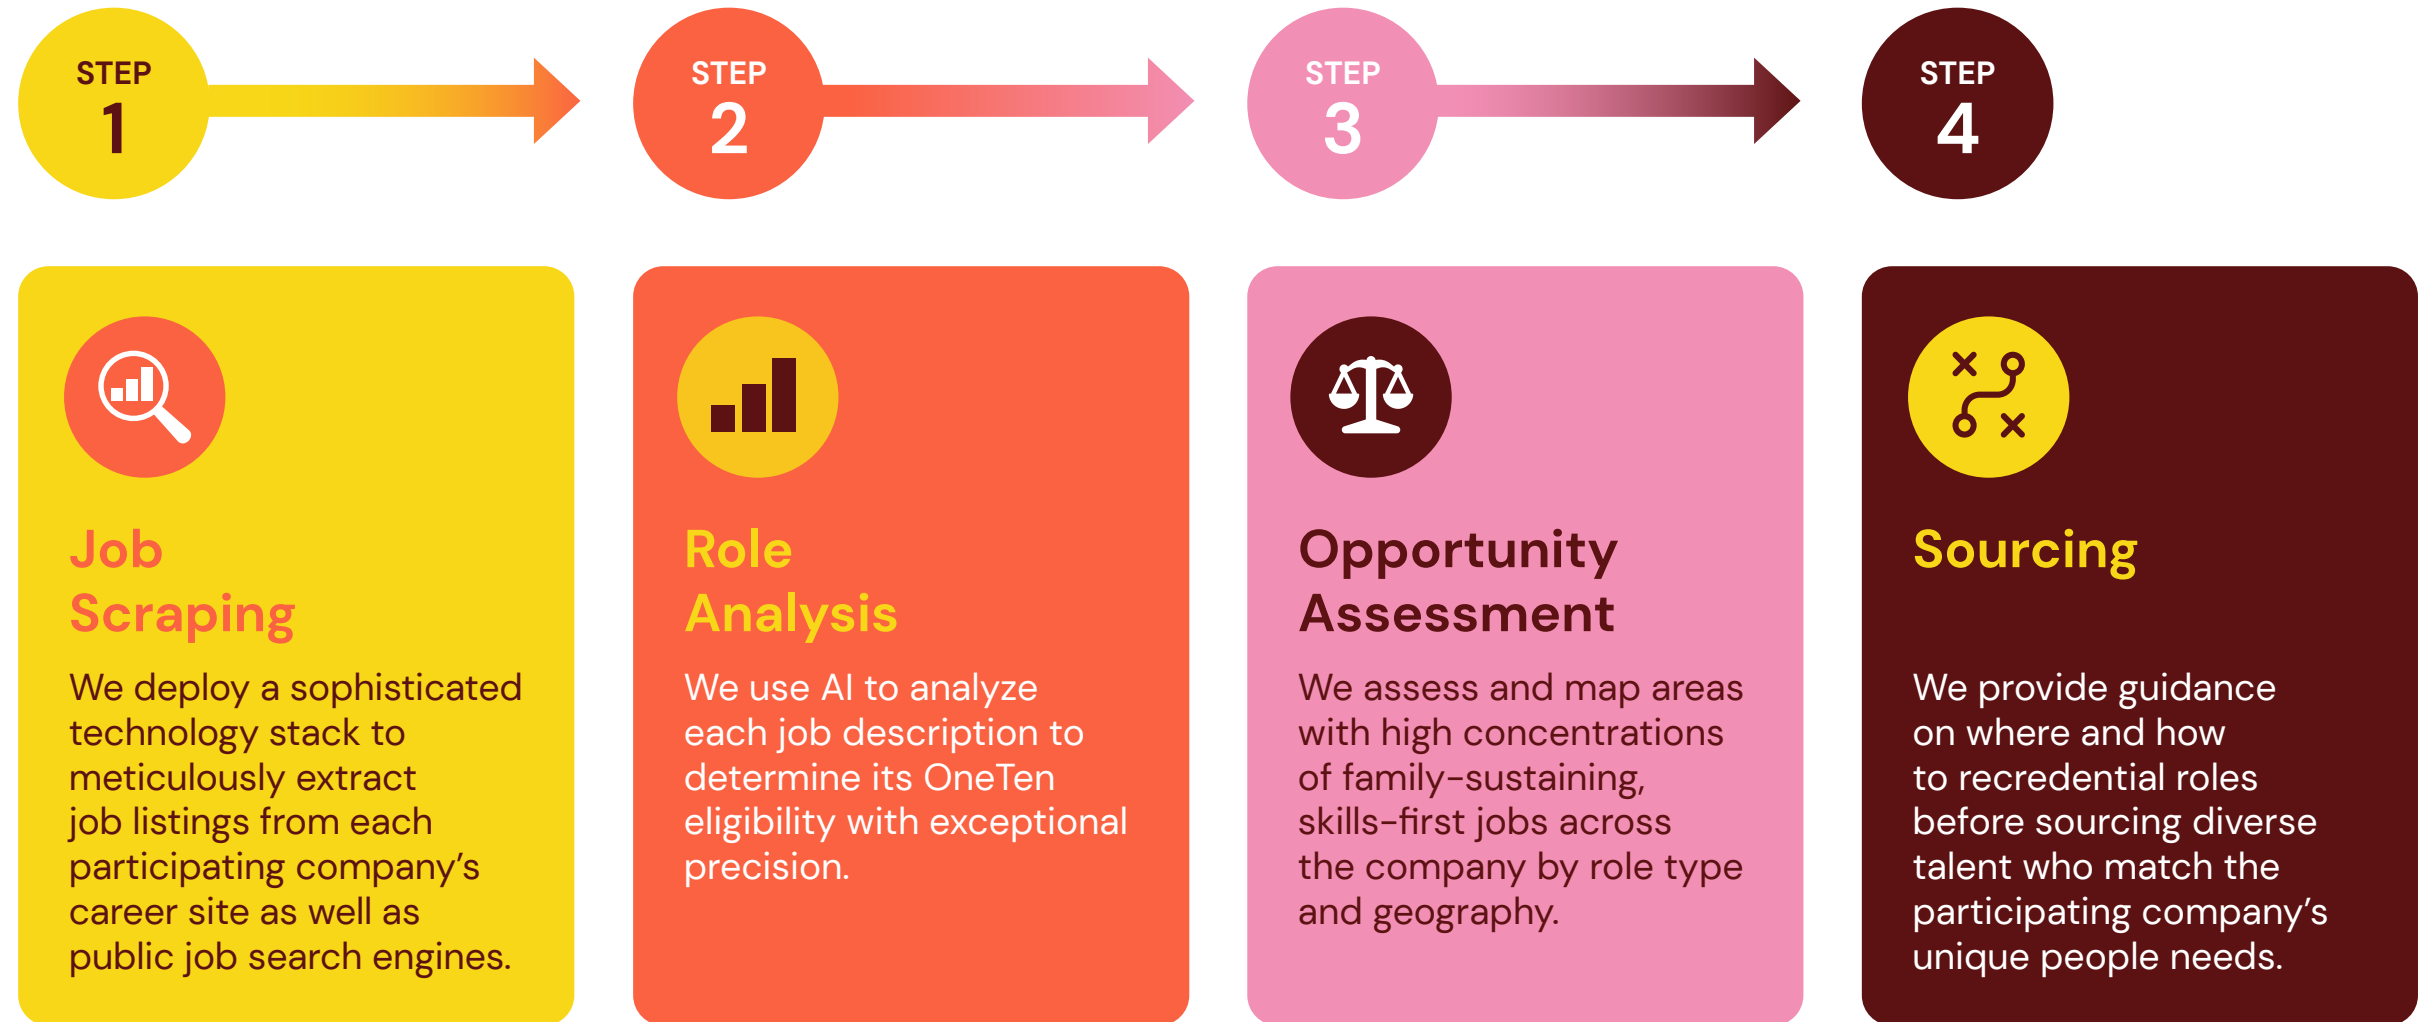 STEP
1
STEP
2
STEP
3
STEP
4
Job
Scraping
We deploy a sophisticated
technology stack to
meticulously extract
job listings from each
participating company’s
career site as well as
public job search engines.
Role
Analysis
We use AI to analyze
each job description to
determine its OneTen
eligibility with exceptional
precision.
Opportunity
Assessment
We assess and map areas
with high concentrations
of family-sustaining,
skills-first jobs across
the company by role type
and geography.
Sourcing
We provide guidance
on where and how
to recredential roles
before sourcing diverse
talent who match the
participating company’s
unique people needs.